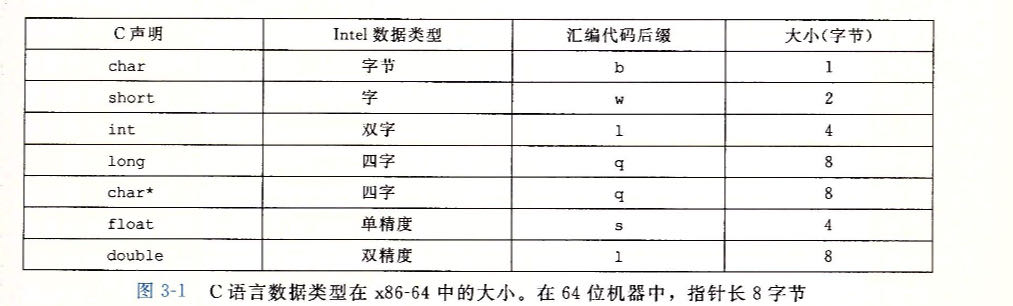 C 声明 Intel 数据类型 汇编代码后缀 大小(字节)
char 字节 b 1
short 字 w 2
int 双字 l 4
long 四字 q 8
char* 四字 q 8
float 单精度 s 4
double 双精度 l 8
图 3-1 C 语言数据类型在 x86-64 中的大小。在 64 位机器中，指针长 8 字节